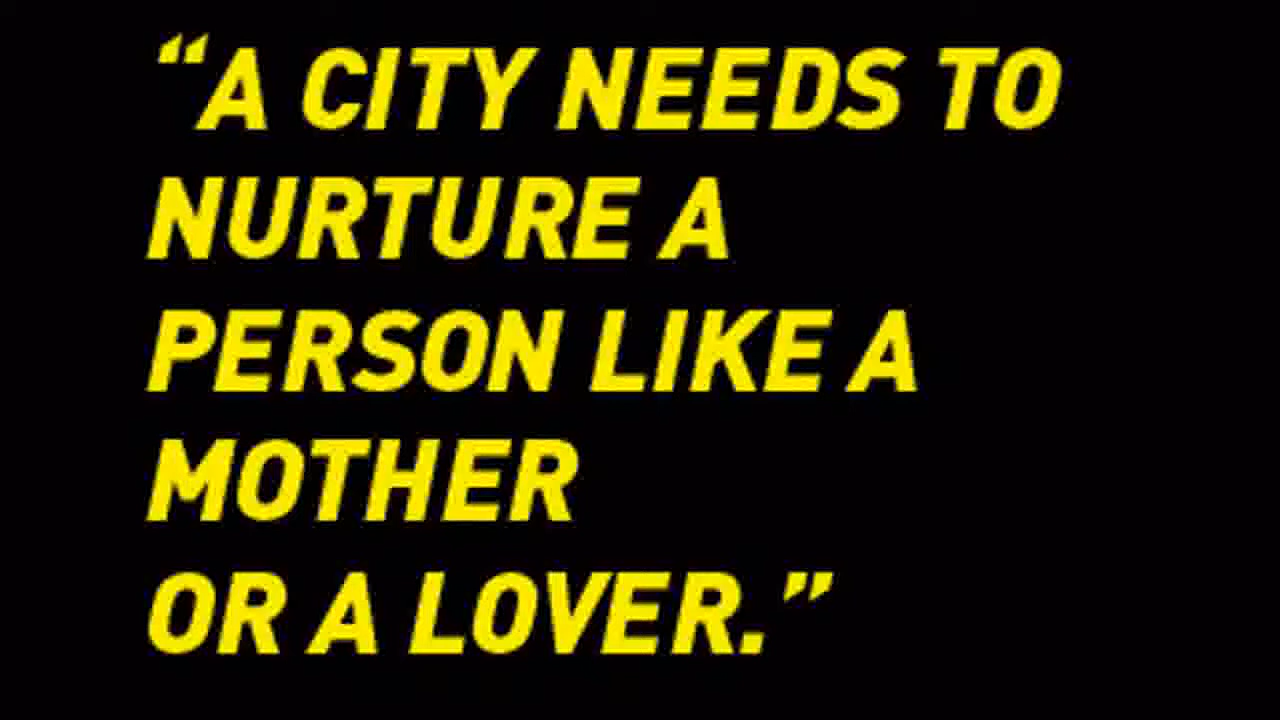 “A CITY NEEDS TO
NURTURE A
PERSON LIKE A
MOTHER
OR A LOVER.”